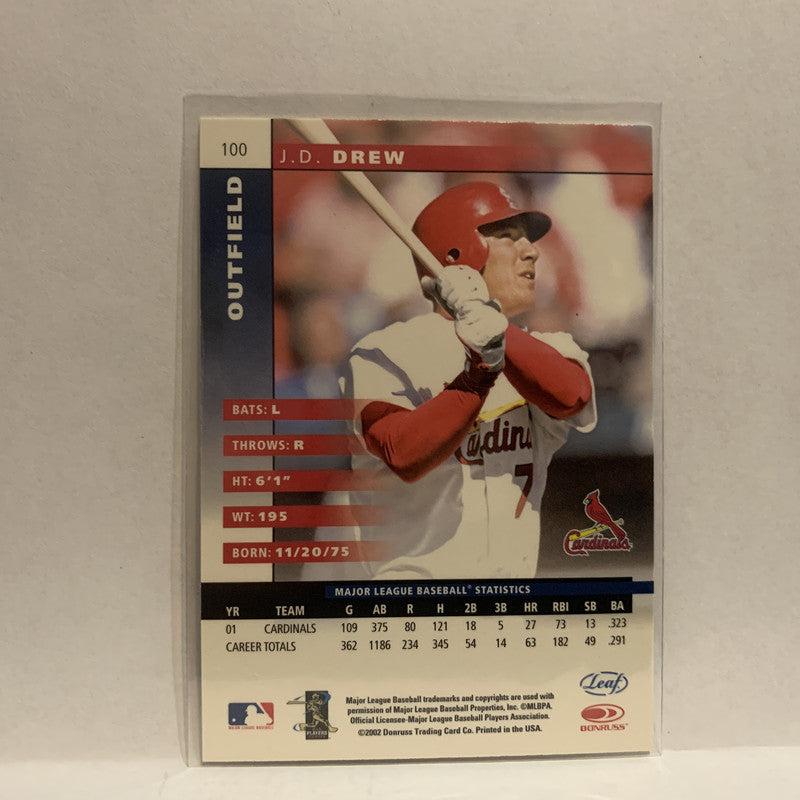 100
J.D. DREW
OUTFIELD
BATS: L
THROWS: R
HT: 6'1"
WT: 195
BORN: 11/20/75
Cardinals
7
Cardinals
MAJOR LEAGUE BASEBALL® STATISTICS
YR TEAM G AB R H 2B 3B HR RBI SB BA
01 CARDINALS 109 375 80 121 18 5 27 73 13 .323
CAREER TOTALS 362 1186 234 345 54 14 63 182 49 .291
Leaf
Major League Baseball trademarks and copyrights are used with
permission of Major League Baseball Properties, Inc. ©MLBPA.
Official Licensee-Major League Baseball Players Association.
©2002 Donruss Trading Card Co. Printed in the USA.
MAJOR LEAGUE BASEBALL
PLAYERS
DONRUSS